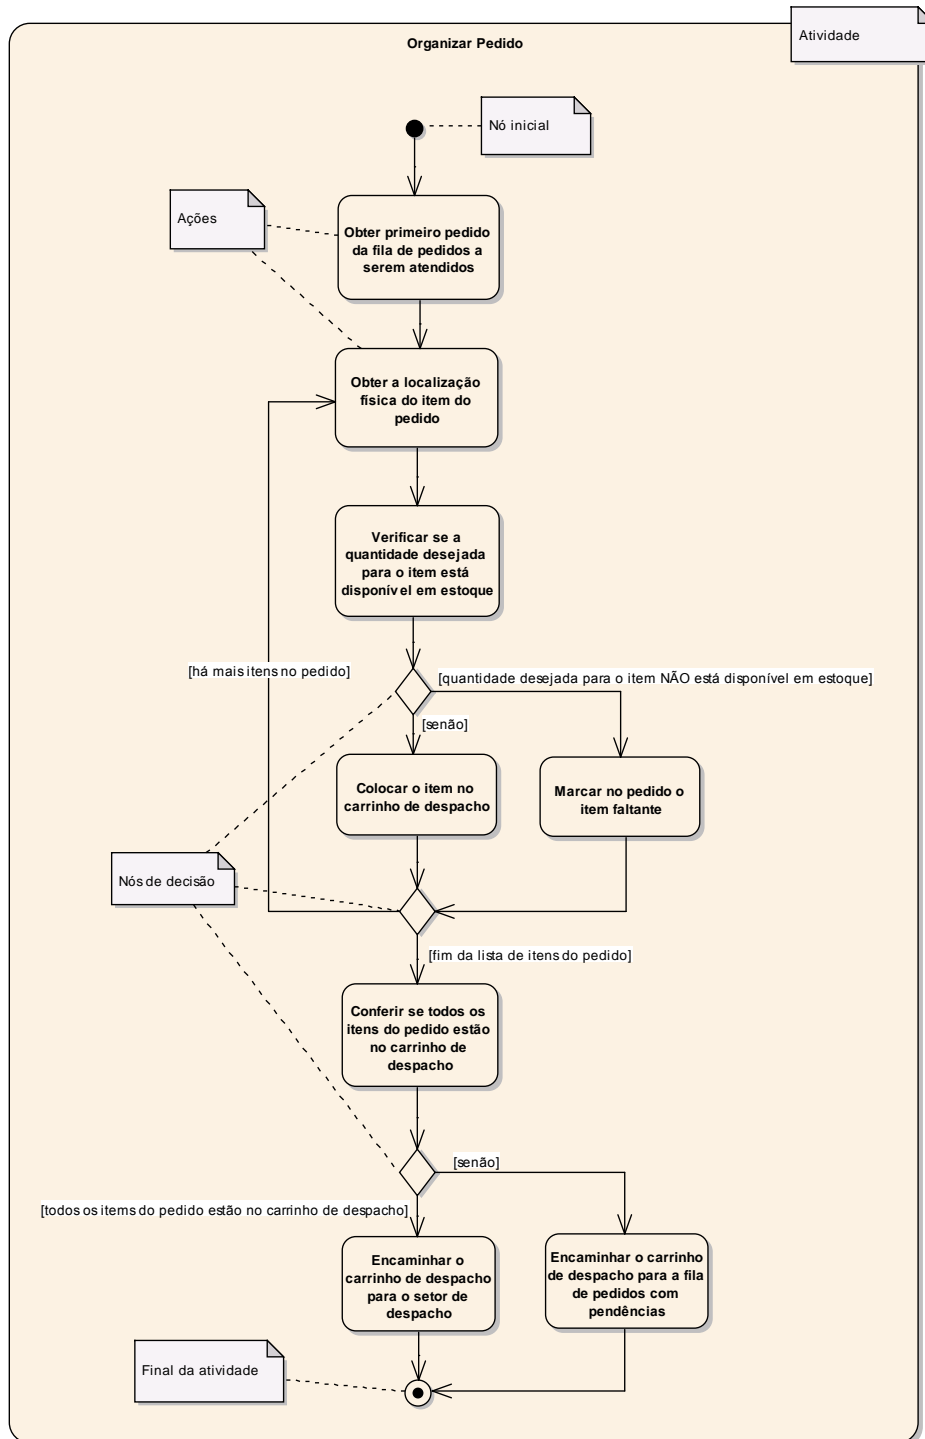 Organizar Pedido
Atividade
Nó inicial
Ações
Obter primeiro pedido
da fila de pedidos a
serem atendidos
Obter a localização
física do item do
pedido
Verificar se a
quantidade desejada
para o item está
disponível em estoque
[há mais itens no pedido]
[quantidade desejada para o item NÃO está disponível em estoque]
[senão]
Colocar o item no
carrinho de despacho
Marcar no pedido o
item faltante
Nós de decisão
[fim da lista de itens do pedido]
Conferir se todos os
itens do pedido estão
no carrinho de
despacho
[senão]
[todos os items do pedido estão no carrinho de despacho]
Encaminhar o
carrinho de despacho
para o setor de
despacho
Encaminhar o carrinho
de despacho para a fila
de pedidos com
pendências
Final da atividade